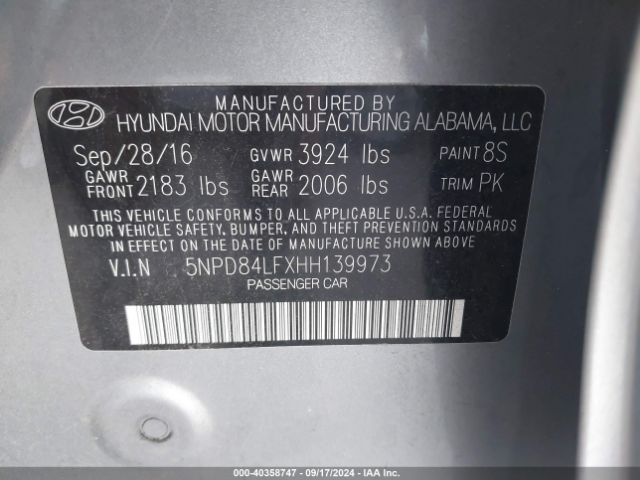 MANUFACTURED BY
HYUNDAI MOTOR MANUFACTURING ALABAMA, LLC
Sep/28/16 GVWR 3924 lbs PAINT 8S
GAWR FRONT 2183 lbs GAWR REAR 2006 lbs TRIM PK
THIS VEHICLE CONFORMS TO ALL APPLICABLE U.S.A. FEDERAL
MOTOR VEHICLE SAFETY, BUMPER, AND THEFT PREVENTION STANDARDS
IN EFFECT ON THE DATE OF MANUFACTURE SHOWN ABOVE.
V.I.N 5NPD84LFXHH139973
PASSENGER CAR
000-40358747 - 09/17/2024 - IAA Inc.